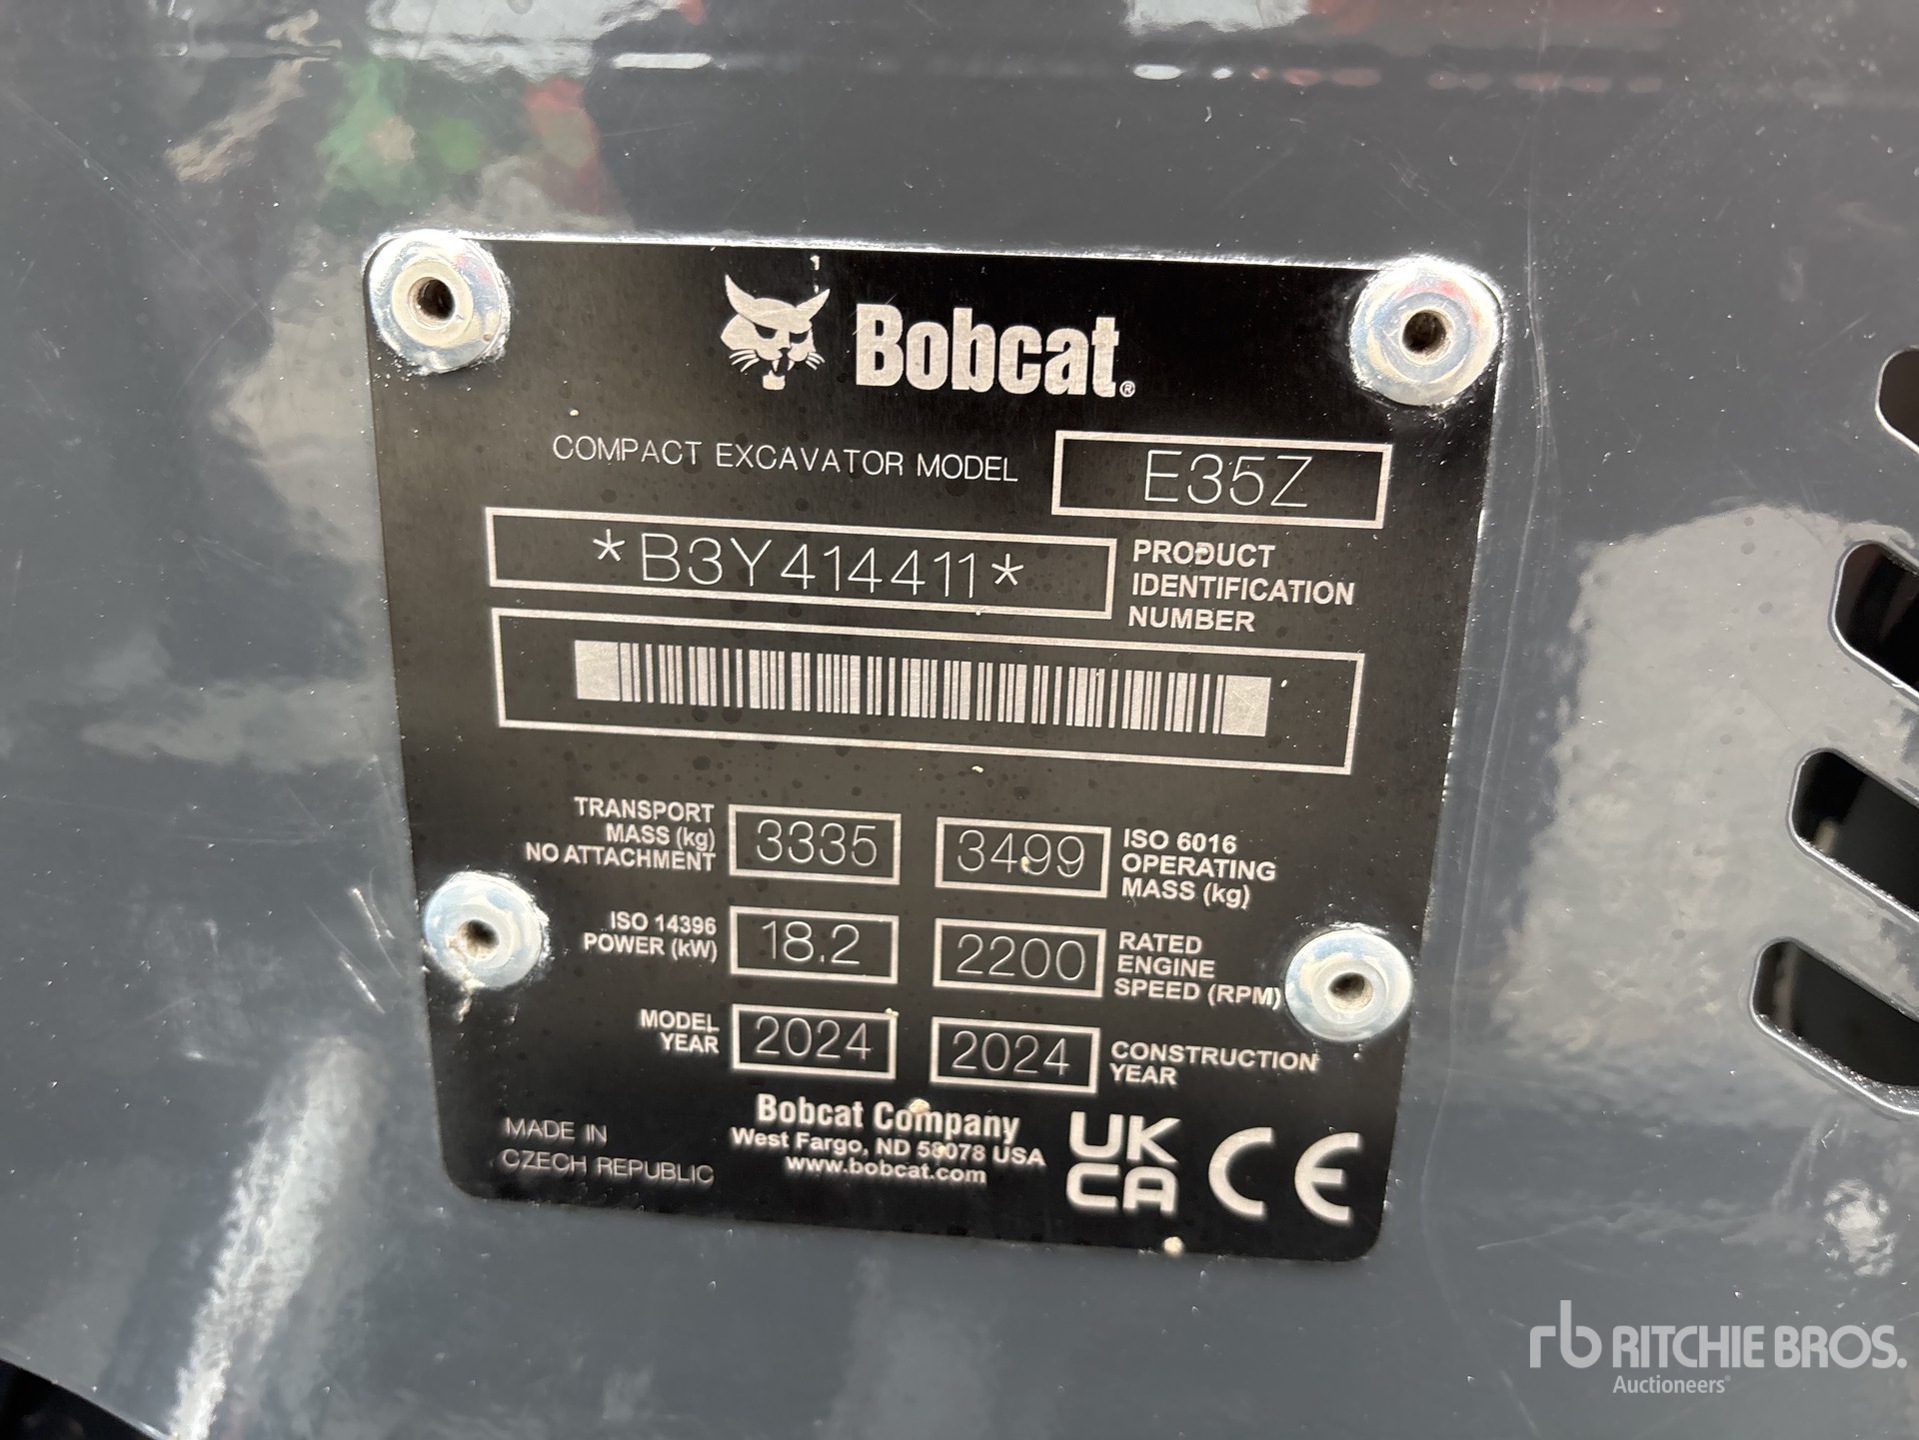 Bobcat®
COMPACT EXCAVATOR MODEL E35Z
*B3Y414411*
PRODUCT
IDENTIFICATION
NUMBER
TRANSPORT
MASS (kg)
NO ATTACHMENT
3335
3499
ISO 6016
OPERATING
MASS (kg)
ISO 14396
POWER (kW)
18.2
2200
RATED
ENGINE
SPEED (RPM)
MODEL
YEAR
2024
2024
CONSTRUCTION
YEAR
MADE IN
CZECH REPUBLIC
Bobcat Company
West Fargo, ND 58078 USA
www.bobcat.com
UK
CA
CE
rb RITCHIE BROS.
Auctioneers®